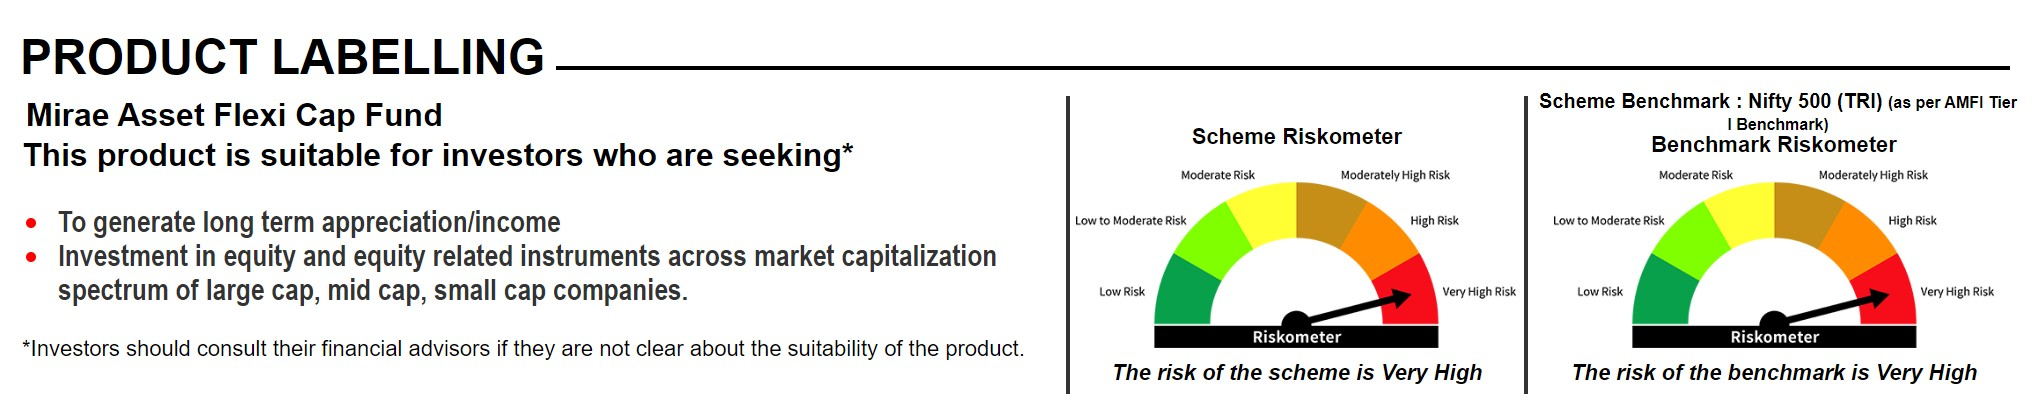 PRODUCT LABELLING
Mirae Asset Flexi Cap Fund
This product is suitable for investors who are seeking*
• To generate long term appreciation/income
• Investment in equity and equity related instruments across market capitalization
spectrum of large cap, mid cap, small cap companies.
*Investors should consult their financial advisors if they are not clear about the suitability of the product.
Scheme Riskometer
Moderate Risk
Moderately High Risk
Low to Moderate Risk
High Risk
Low Risk
Very High Risk
Riskometer
The risk of the scheme is Very High
Scheme Benchmark : Nifty 500 (TRI) (as per AMFI Tier
I Benchmark)
Benchmark Riskometer
Moderate Risk
Moderately High Risk
Low to Moderate Risk
High Risk
Low Risk
Very High Risk
Riskometer
The risk of the benchmark is Very High